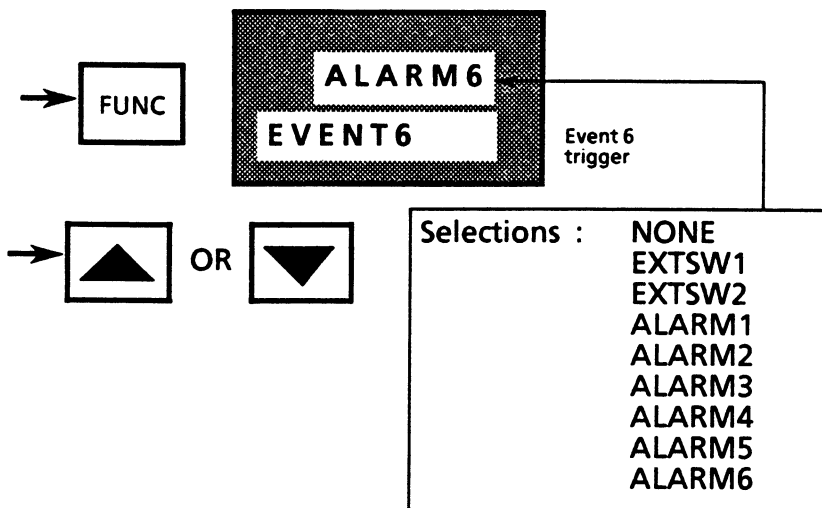 FUNC
ALARM6
EVENT6
Event 6
trigger
OR
Selections : NONE
EXTSW1
EXTSW2
ALARM1
ALARM2
ALARM3
ALARM4
ALARM5
ALARM6